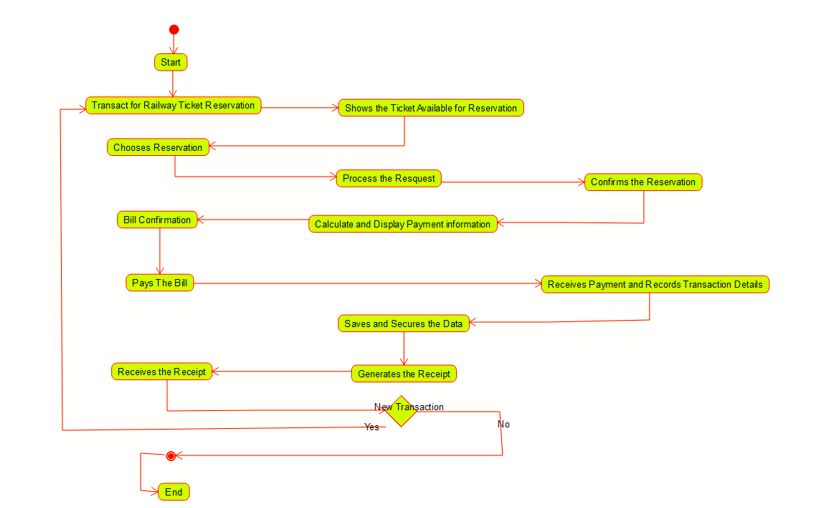 Start
Transact for Railway Ticket Reservation
Shows the Ticket Available for Reservation
Chooses Reservation
Process the Resquest
Confirms the Reservation
Bill Confirmation
Calculate and Display Payment information
Pays The Bill
Receives Payment and Records Transaction Details
Saves and Secures the Data
Receives the Receipt
Generates the Receipt
New Transaction
Yes
No
End